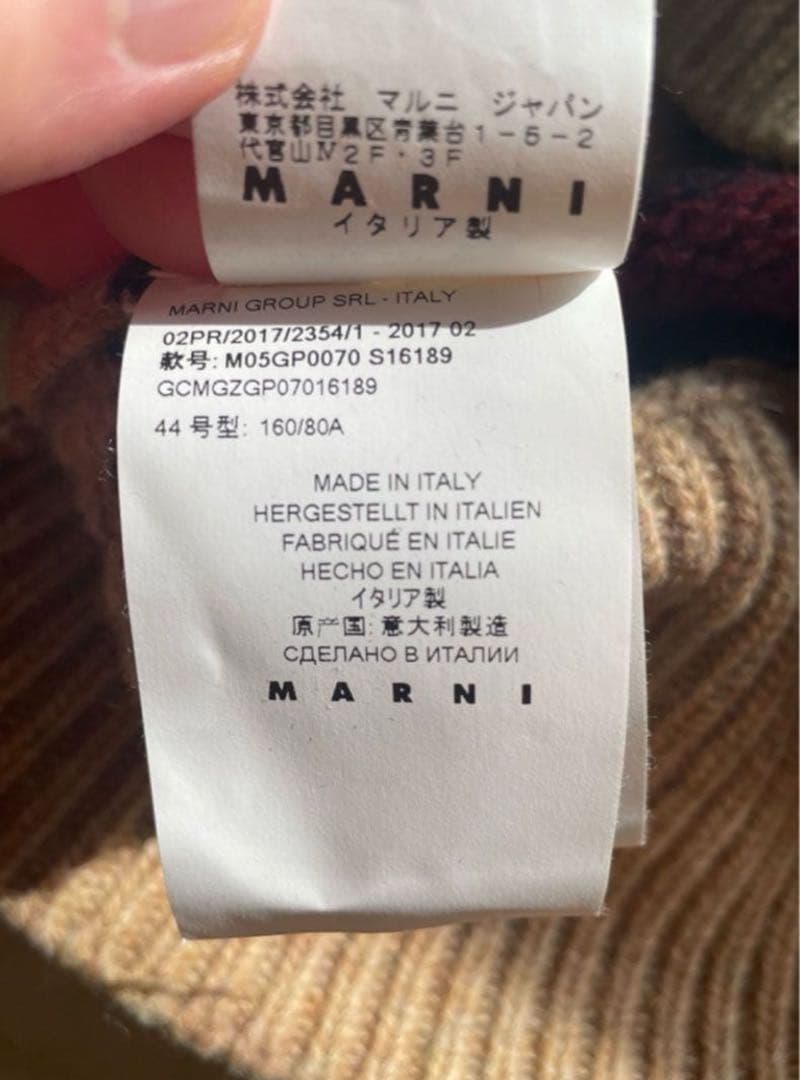 株式会社 マルニ ジャパン
東京都目黒区青葉台1-5-2
代官山Ⅳ2F・3F
MARNI
イタリア製
MARNI GROUP SRL - ITALY
02PR/2017/2354/1 - 2017 02
款号: M05GP0070 S16189
GCMGZGP07016189
44 号型: 160/80A
MADE IN ITALY
HERGESTELLT IN ITALIEN
FABRIQUÉ EN ITALIE
HECHO EN ITALIA
イタリア製
原产国: 意大利製造
СДЕЛАНО В ИТАЛИИ
MARNI